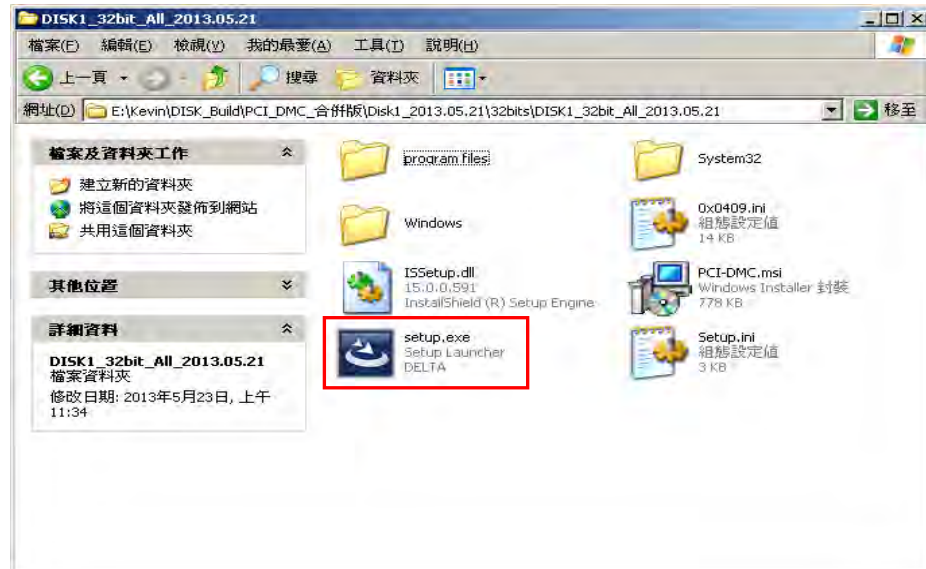 DISK1_32bit_All_2013.05.21
檔案(F) 編輯(E) 檢視(V) 我的最愛(A) 工具(T) 說明(H)
上一頁 搜尋 資料夾
網址(D) E:\Kevin\DISK_Build\PCI_DMC_合併版\Disk1_2013.05.21\32bits\DISK1_32bit_All_2013.05.21 移至
檔案及資料夾工作
建立新的資料夾
將這個資料夾發佈到網站
共用這個資料夾
其他位置
詳細資料
DISK1_32bit_All_2013.05.21
檔案資料夾
修改日期: 2013年5月23日, 上午
11:34
program files
System32
Windows
0x0409.ini
組態設定值
14 KB
ISSetup.dll
15.0.0.591
InstallShield (R) Setup Engine
PCI-DMC.msi
Windows Installer 封裝
778 KB
setup.exe
Setup Launcher
DELTA
Setup.ini
組態設定值
3 KB